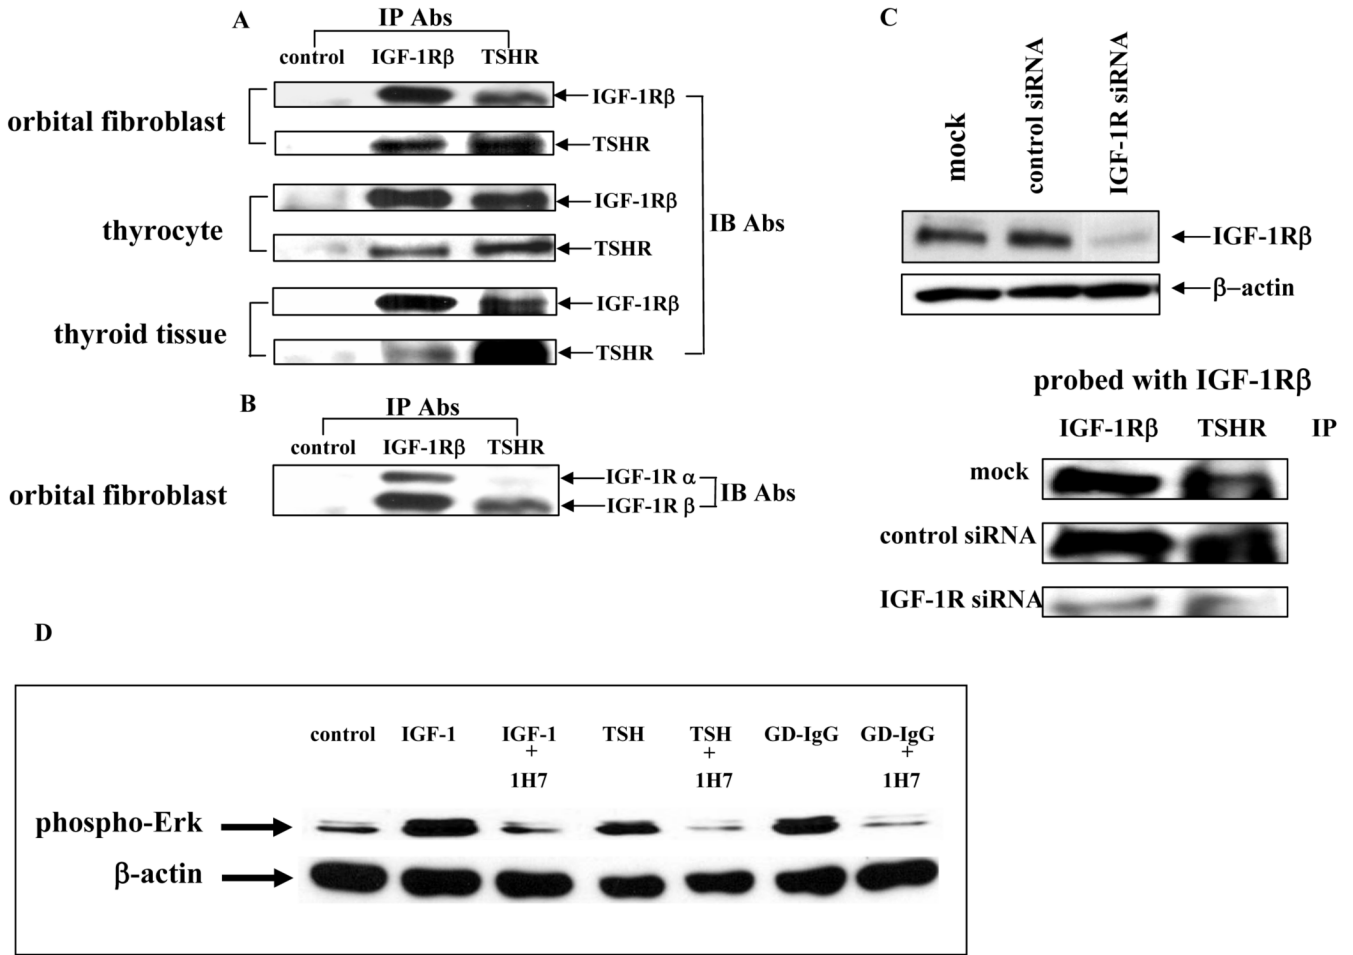 A
IP Abs
control IGF-1Rβ TSHR
orbital fibroblast
IGF-1Rβ
TSHR
thyrocyte
IGF-1Rβ
TSHR
thyroid tissue
IGF-1Rβ
TSHR
IB Abs
B
IP Abs
control IGF-1Rβ TSHR
orbital fibroblast
IGF-1R α
IGF-1R β
IB Abs
C
mock
control siRNA
IGF-1R siRNA
IGF-1Rβ
β-actin
probed with IGF-1Rβ
IGF-1Rβ TSHR IP
mock
control siRNA
IGF-1R siRNA
D
control IGF-1 IGF-1 TSH TSH GD-IgG GD-IgG
+ + +
1H7 1H7 1H7
phospho-Erk
β-actin